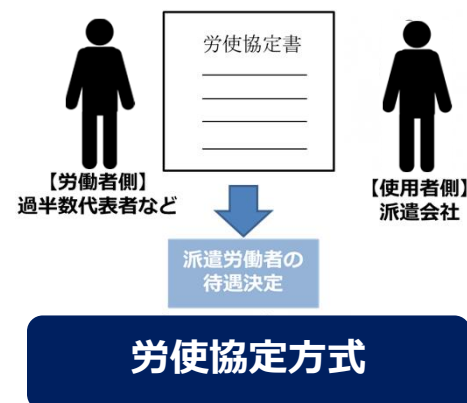 労使協定書
【労働者側】
過半数代表者など
【使用者側】
派遣会社
派遣労働者の
待遇決定
労使協定方式